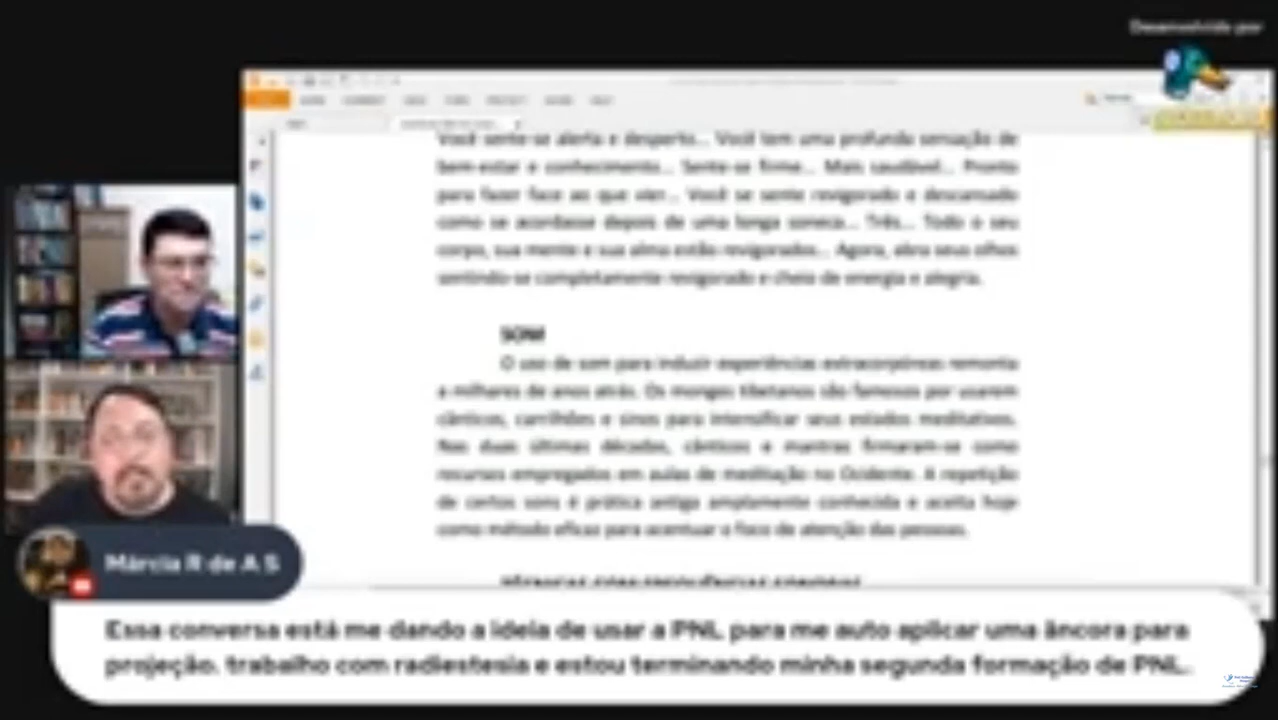 Desenvolvido por
Você sente-se alerta e desperto... Você tem uma profunda sensação de
bem-estar e conhecimento... Sente-se firme... Mais saudável... Pronto
para fazer face ao que vier... Você se sente revigorado e descansado
como se acordasse depois de uma longa soneca... Três... Todo o seu
corpo, sua mente e sua alma estão revigorados... Agora, abra seus olhos
sentindo-se completamente revigorado e cheio de energia e alegria.
SOM
O uso de som para induzir experiências extracorpóreas remonta
a milhares de anos atrás. Os monges tibetanos são famosos por usarem
cânticos, carrilhões e sinos para intensificar seus estados meditativos.
Nas duas últimas décadas, cânticos e mantras firmaram-se como
recursos empregados em aulas de meditação no Ocidente. A repetição
de certos sons é prática antiga amplamente conhecida e aceita hoje
como método eficaz para acentuar o foco de atenção das pessoas.
Márcia R de A S
Essa conversa está me dando a ideia de usar a PNL para me auto aplicar uma âncora para
projeção. trabalho com radiestesia e estou terminando minha segunda formação de PNL.